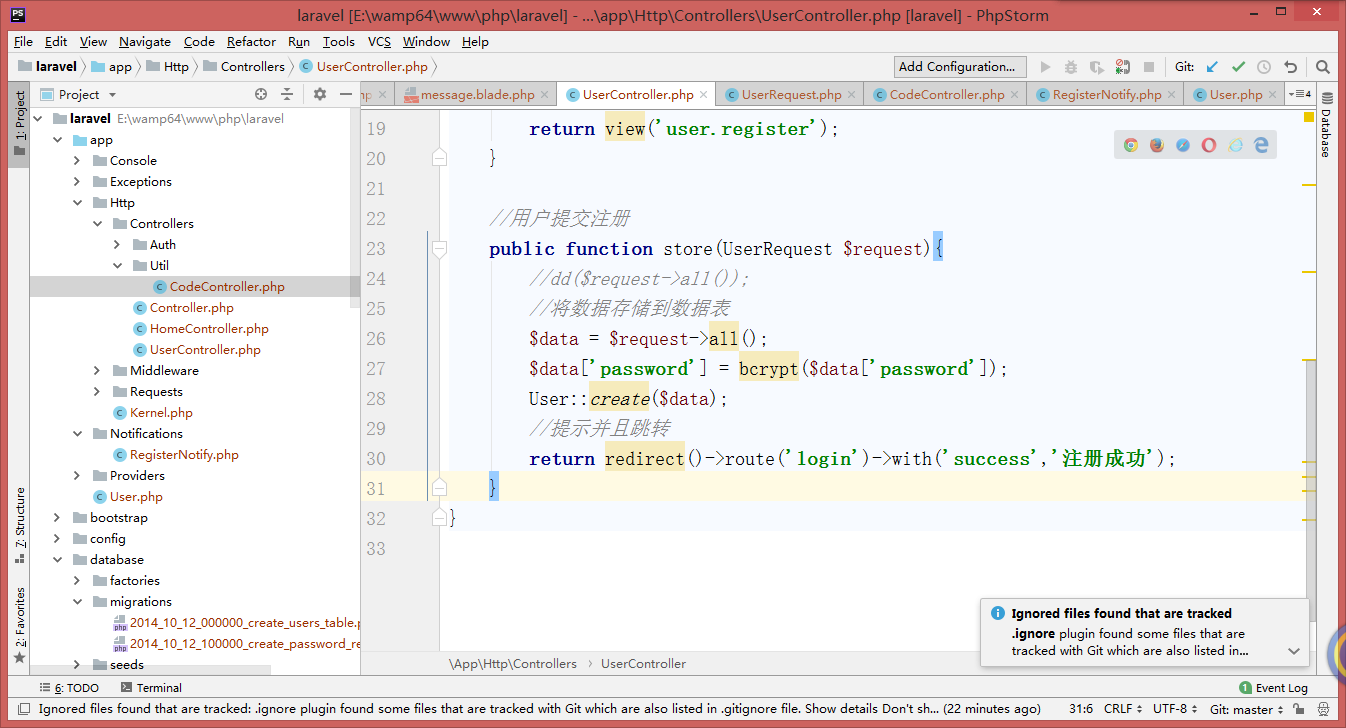 PS
laravel [E:\wamp64\www\php\laravel] - ...\app\Http\Controllers\UserController.php [laravel] - PhpStorm
File Edit View Navigate Code Refactor Run Tools VCS Window Help
laravel app Http Controllers UserController.php Add Configuration... Git:
1: Project
Project
message.blade.php UserController.php UserRequest.php CodeController.php RegisterNotify.php User.php 4
Database
laravel E:\wamp64\www\php\laravel
app
Console
Exceptions
Http
Controllers
Auth
Util
CodeController.php
Controller.php
HomeController.php
UserController.php
Middleware
Requests
Kernel.php
Notifications
RegisterNotify.php
Providers
User.php
bootstrap
config
database
factories
migrations
2014_10_12_000000_create_users_table.p
2014_10_12_100000_create_password_re
seeds
7: Structure
2: Favorites
19 return view('user.register');
20 }
21
22 //用户提交注册
23 public function store(UserRequest $request){
24 //dd($request->all());
25 //将数据存储到数据表
26 $data = $request->all();
27 $data['password'] = bcrypt($data['password']);
28 User::create($data);
29 //提示并且跳转
30 return redirect()->route('login')->with('success','注册成功');
31 }
32 }
33
Ignored files found that are tracked
.ignore plugin found some files that are
tracked with Git which are also listed in...
\App\Http\Controllers › UserController
6: TODO Terminal 1 Event Log
Ignored files found that are tracked: .ignore plugin found some files that are tracked with Git which are also listed in .gitignore file. Show details Don't sh... (22 minutes ago) 31:6 CRLF UTF-8 Git: master